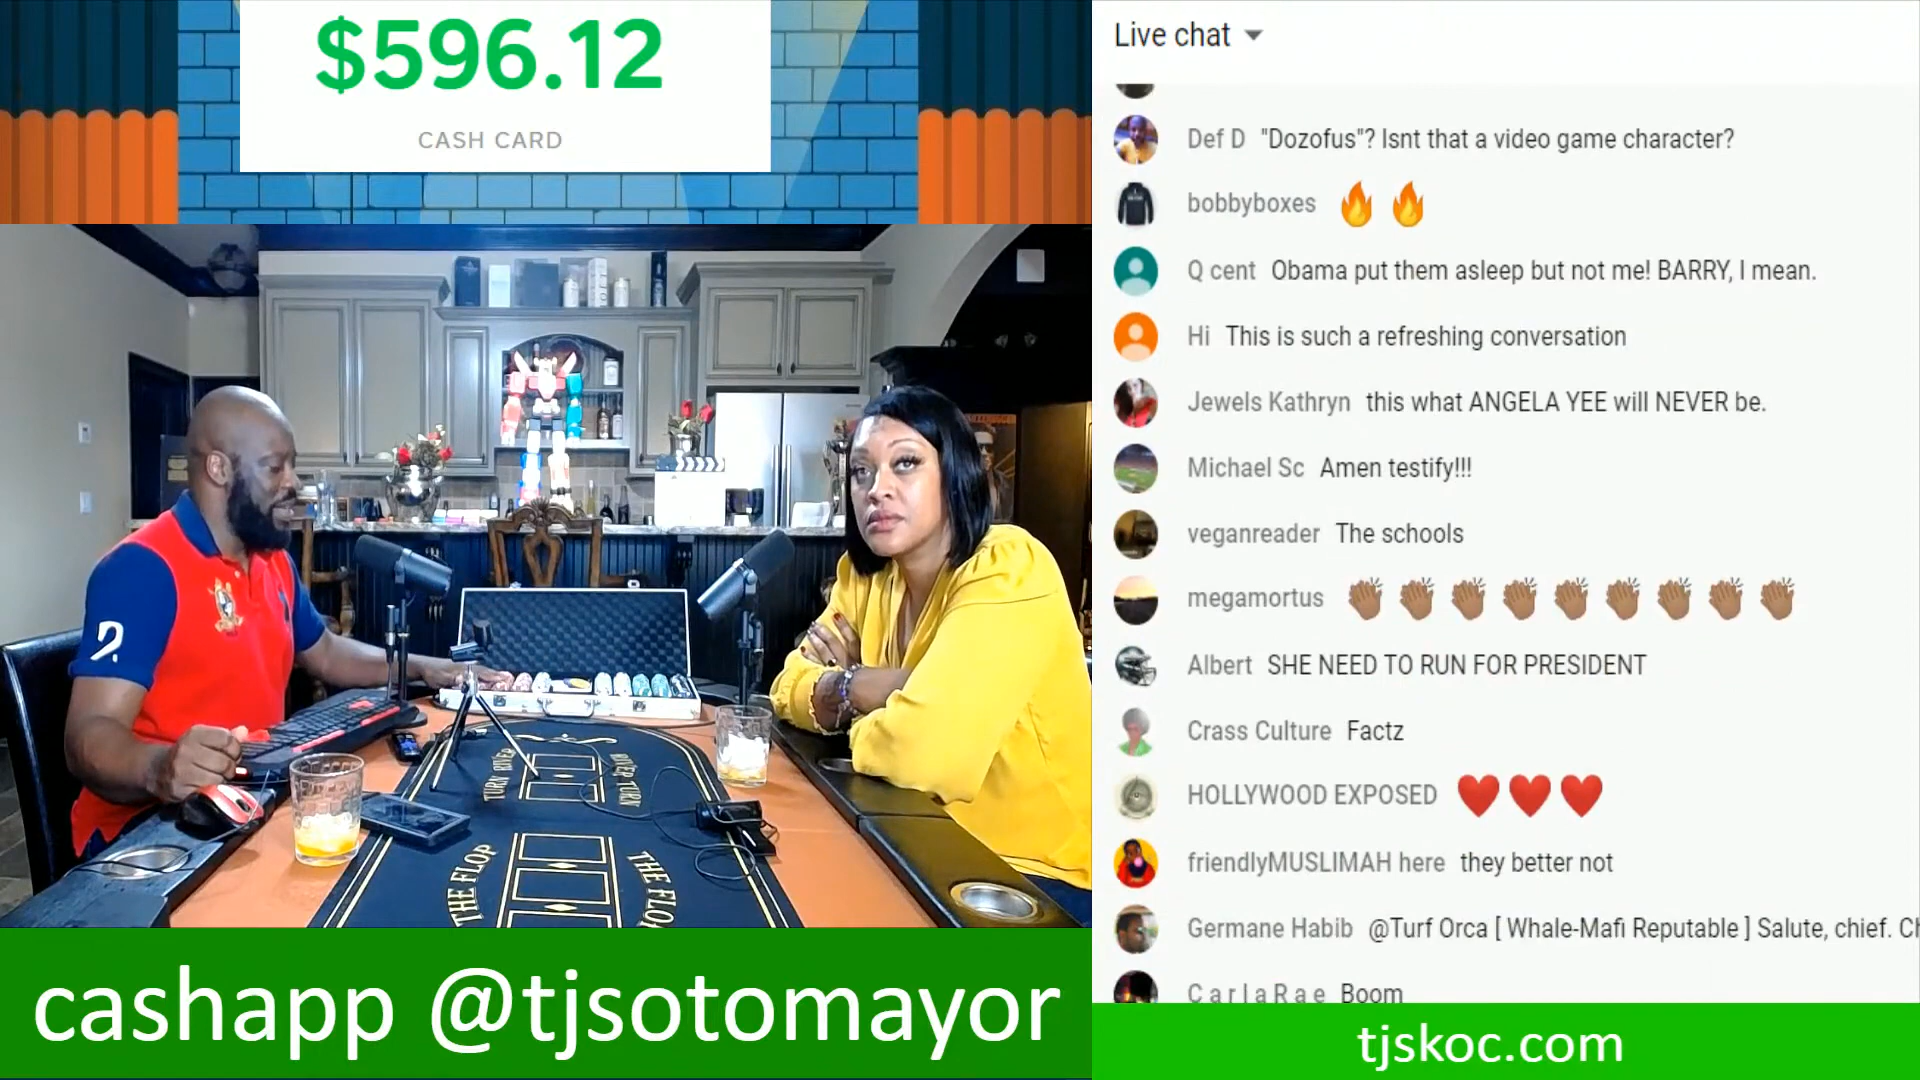 $596.12
CASH CARD
Live chat
Def D "Dozofus"? Isnt that a video game character?
bobbyboxes
Q cent Obama put them asleep but not me! BARRY, I mean.
Hi This is such a refreshing conversation
Jewels Kathryn this what ANGELA YEE will NEVER be.
Michael Sc Amen testify!!!
veganreader The schools
megamortus
Albert SHE NEED TO RUN FOR PRESIDENT
Crass Culture Factz
HOLLYWOOD EXPOSED
friendlyMUSLIMAH here they better not
Germane Habib @Turf Orca [ Whale-Mafi Reputable ] Salute, chief. Ch
C a r l a R a e Boom
2
TURN RIVER
RIVER TURN
THE FLOP
THE FLOP
cashapp @tjsotomayor
tjskoc.com